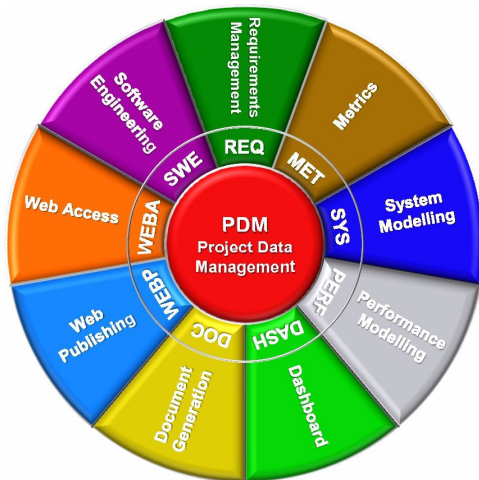 Requirements
Management
REQ
Metrics
MET
System
Modelling
SYS
Performance
Modelling
PERF
Dashboard
DASH
Document
Generation
DOC
Web
Publishing
WEBP
Web Access
WEBA
Software
Engineering
SWE
PDM
Project Data
Management